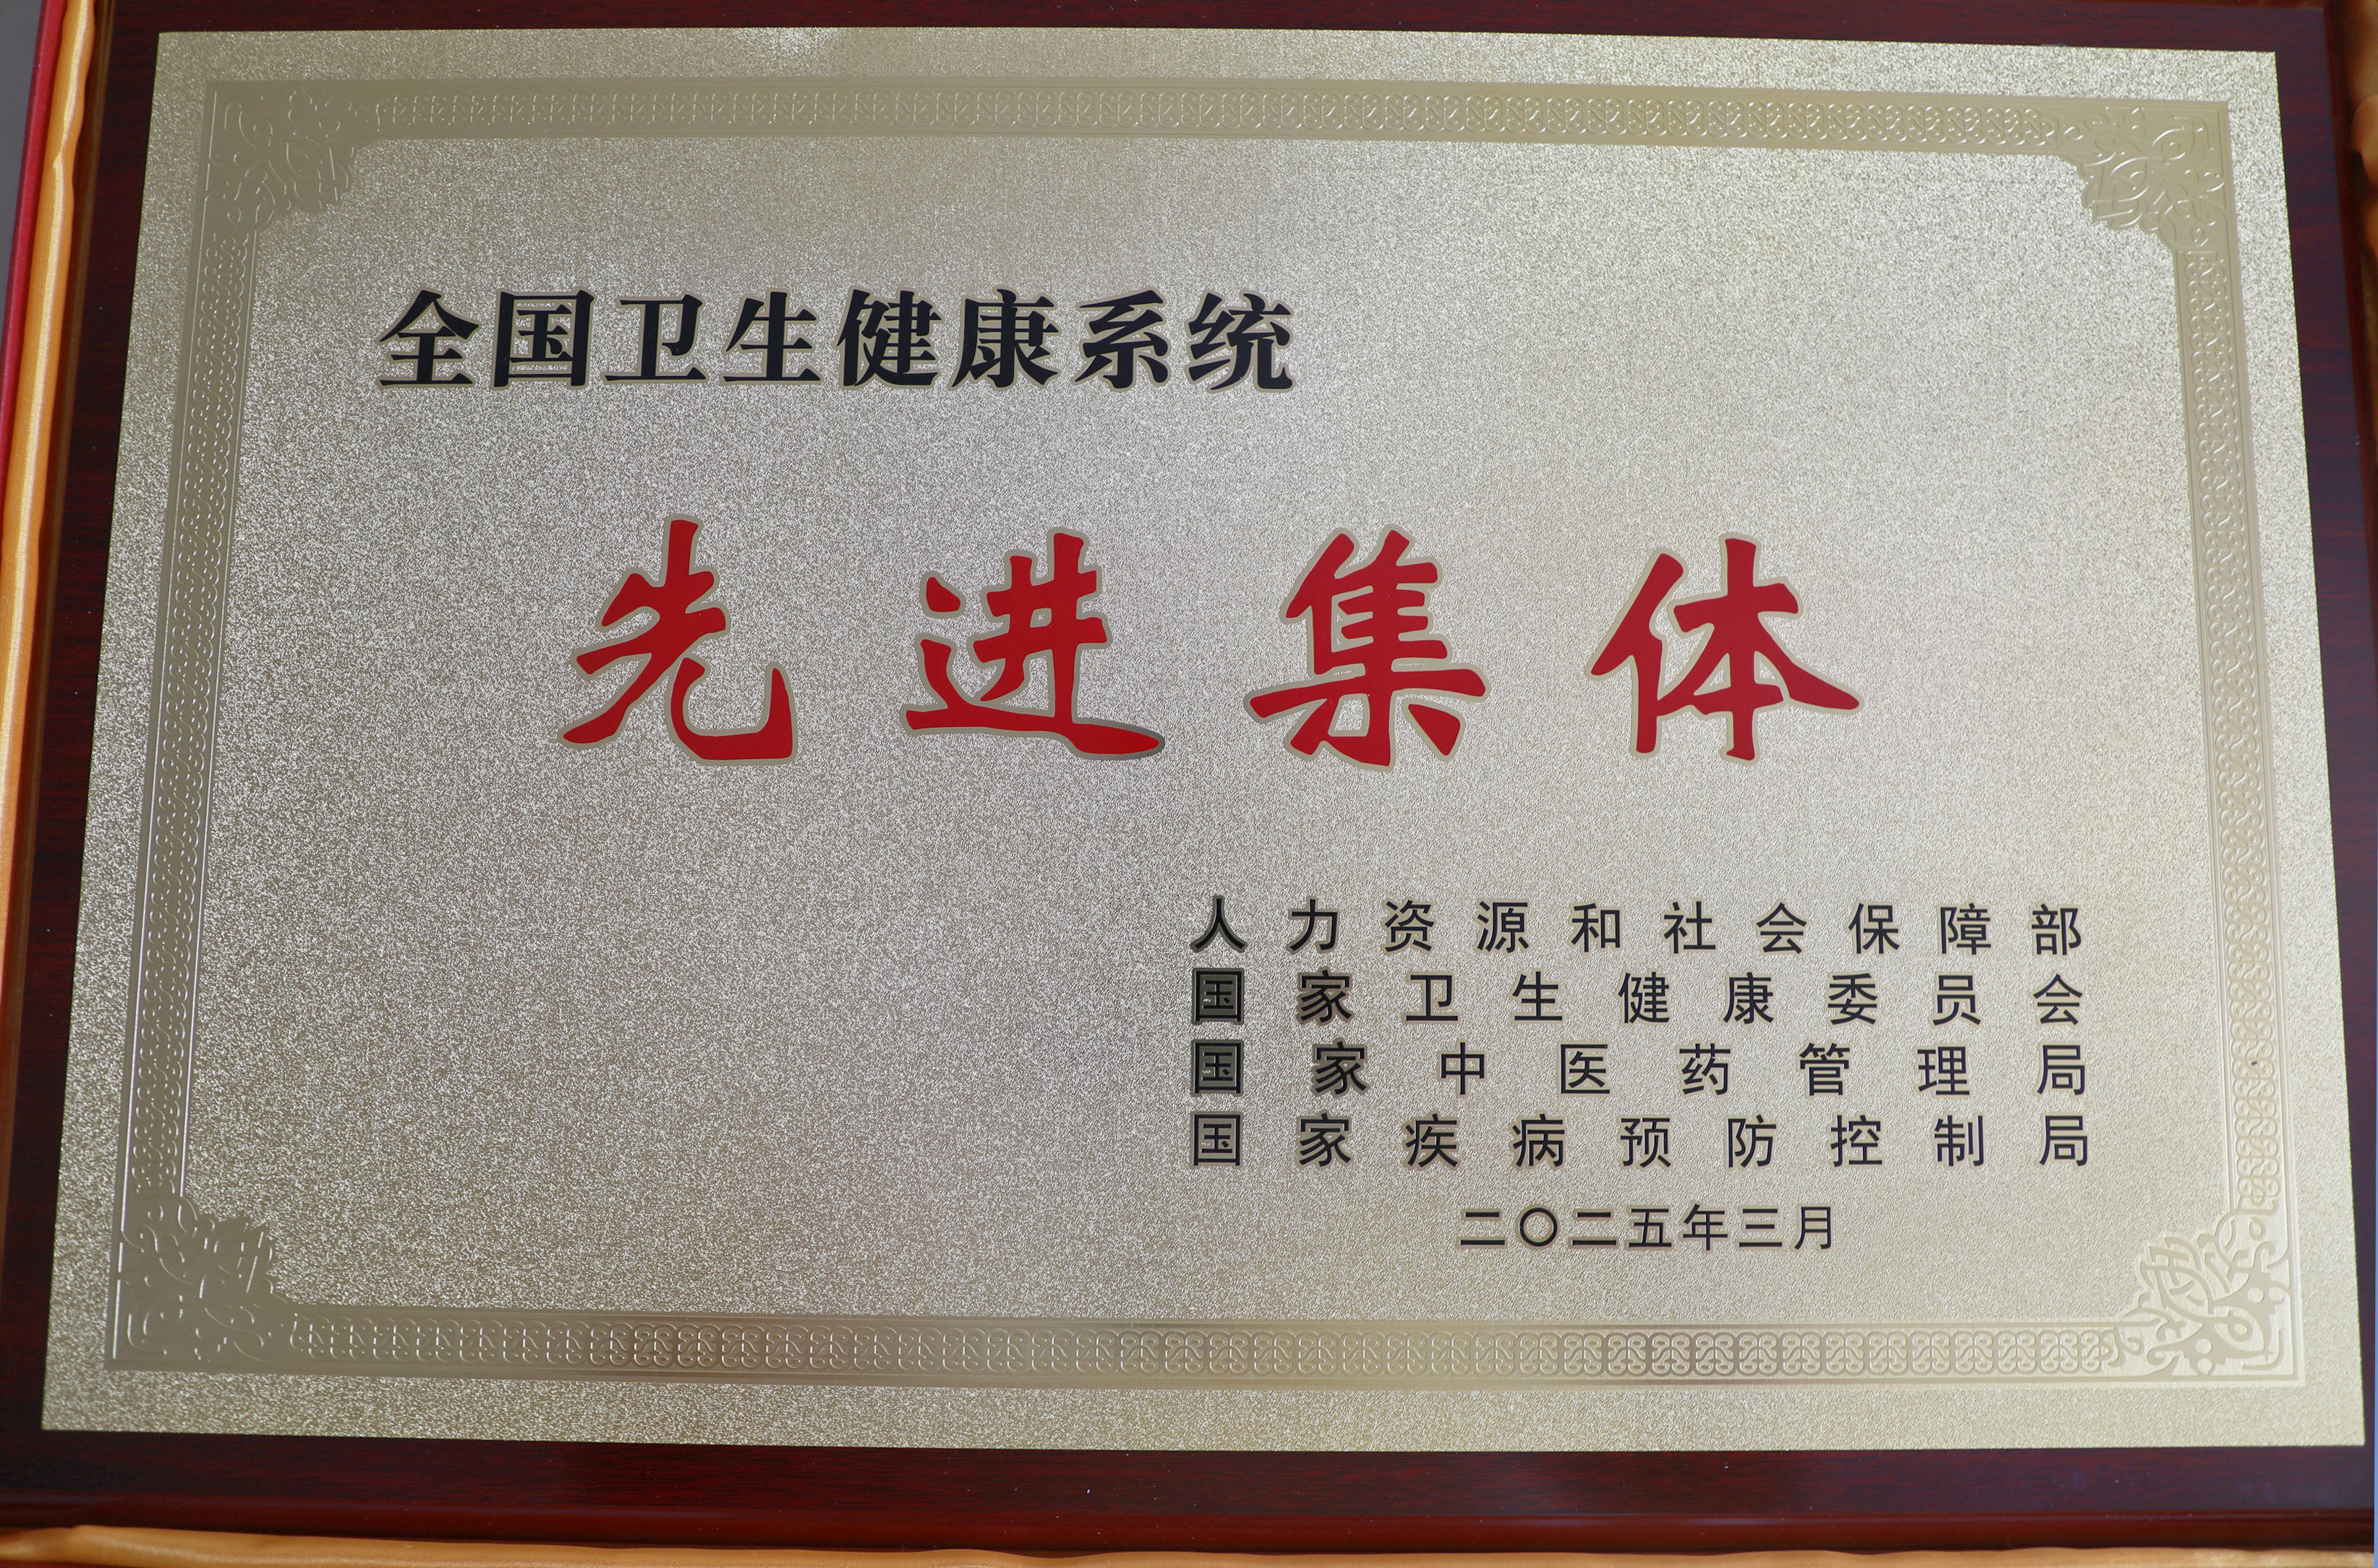 全国卫生健康系统
先进集体
人力资源和社会保障部
国家卫生健康委员会
国家中医药管理局
国家疾病预防控制局
二〇二五年三月